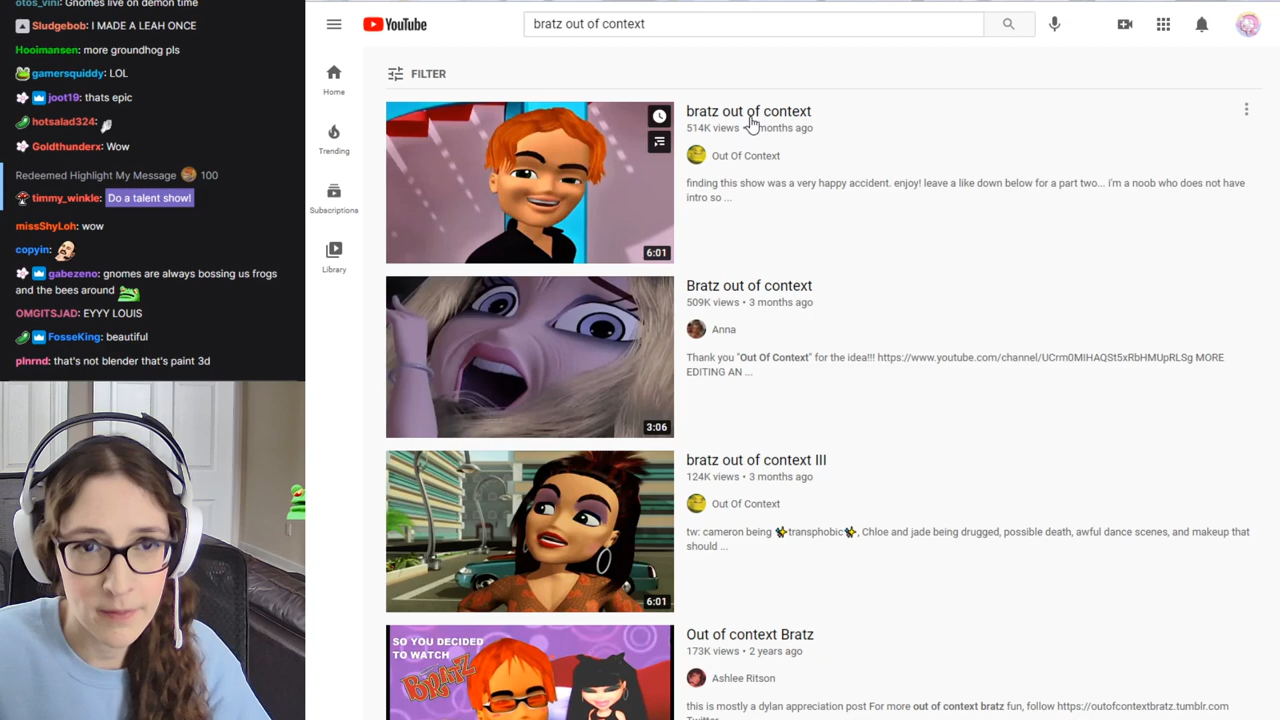 otos_vini: Gnomes live on demon time
Sludgebob: I MADE A LEAH ONCE
Hooimansen: more groundhog pls
gamersquiddy: LOL
joot19: thats epic
hotsalad324:
Goldthunderx: Wow
Redeemed Highlight My Message 100
timmy_winkle: Do a talent show!
missShyLoh: wow
copyin:
gabezeno: gnomes are always bossing us frogs
and the bees around
OMGITSJAD: EYYY LOUIS
FosseKing: beautiful
plnrnd: that's not blender that's paint 3d
YouTube
bratz out of context
Home
Trending
Subscriptions
Library
FILTER
bratz out of context
514K views • months ago
Out Of Context
finding this show was a very happy accident. enjoy! leave a like down below for a part two... i'm a noob who does not have
intro so ...
6:01
Bratz out of context
509K views • 3 months ago
Anna
Thank you "Out Of Context" for the idea!!! https://www.youtube.com/channel/UCrm0MIHAQSt5xRbHMUpRLSg MORE
EDITING AN ...
3:06
bratz out of context III
124K views • 3 months ago
Out Of Context
tw: cameron being ✨transphobic✨, Chloe and jade being drugged, possible death, awful dance scenes, and makeup that
should ...
6:01
SO YOU DECIDED
TO WATCH
BRATZ
Out of context Bratz
173K views • 2 years ago
Ashlee Ritson
this is mostly a dylan appreciation post For more out of context bratz fun, follow https://outofcontextbratz.tumblr.com